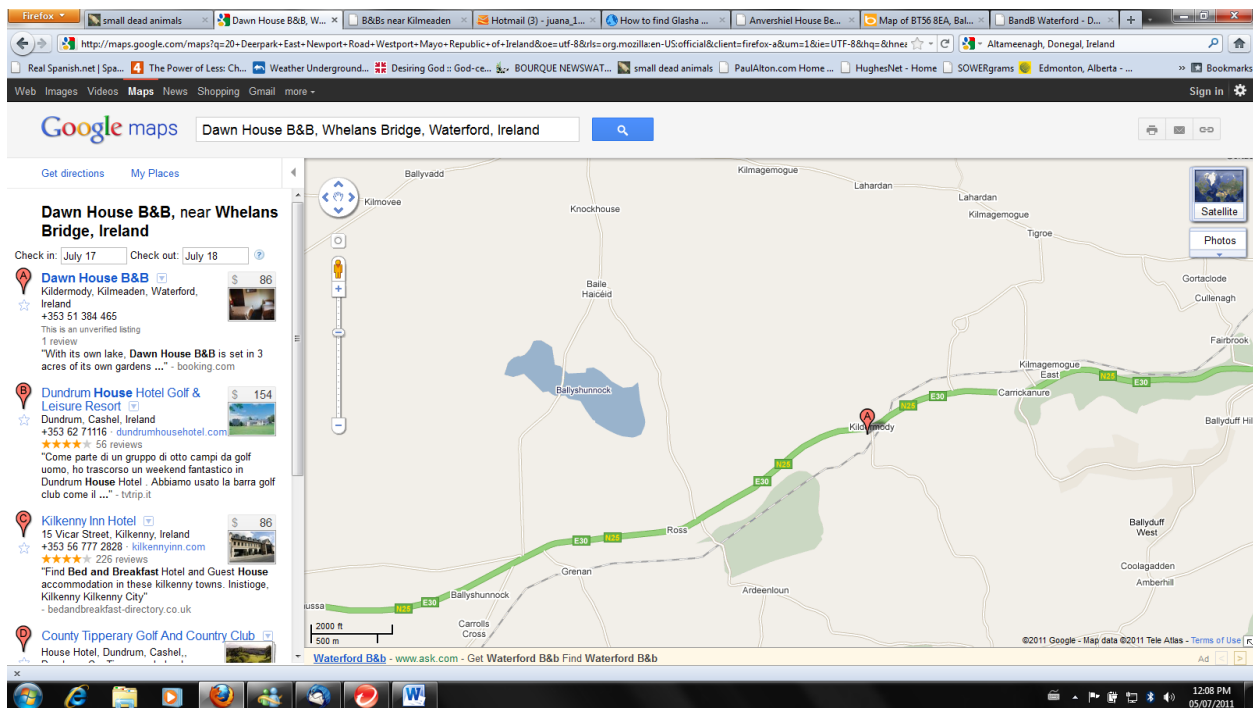 Firefox
small dead animals
Dawn House B&B, W...
B&Bs near Kilmeaden
Hotmail (3) - juana_1...
How to find Glasha ...
Anvershiel House Be...
Map of BT56 8EA, Bal...
BandB Waterford - D...
http://maps.google.com/maps?q=20+Deerpark+East+Newport+Road+Westport+Mayo+Republic+of+Ireland&oe=utf-8&rls=org.mozilla:en-US:official&client=firefox-a&um=1&ie=UTF-8&hq=&hnea
Altameenagh, Donegal, Ireland
Real Spanish.net | Spa...
The Power of Less: Ch...
Weather Underground...
Desiring God :: God-ce...
BOURQUE NEWSWAT...
small dead animals
PaulAlton.com Home ...
HughesNet - Home
SOWERgrams
Edmonton, Alberta - ...
Bookmarks
Web Images Videos Maps News Shopping Gmail more
Sign in
Google maps
Dawn House B&B, Whelans Bridge, Waterford, Ireland
Get directions My Places
Dawn House B&B, near Whelans
Bridge, Ireland
Check in: July 17 Check out: July 18
A
Dawn House B&B
$ 86
Kildermody, Kilmeaden, Waterford,
Ireland
+353 51 384 465
This is an unverified listing
1 review
"With its own lake, Dawn House B&B is set in 3
acres of its own gardens ..." - booking.com
B
Dundrum House Hotel Golf &
Leisure Resort
$ 154
Dundrum, Cashel, Ireland
+353 62 71116 · dundrumhousehotel.com
56 reviews
"Come parte di un gruppo di otto campi da golf
uomo, ho trascorso un weekend fantastico in
Dundrum House Hotel . Abbiamo usato la barra golf
club come il ..." - tvtrip.it
C
Kilkenny Inn Hotel
$ 86
15 Vicar Street, Kilkenny, Ireland
+353 56 777 2828 · kilkennyinn.com
226 reviews
"Find Bed and Breakfast Hotel and Guest House
accommodation in these kilkenny towns. Inistioge,
Kilkenny Kilkenny City"
- bedandbreakfast-directory.co.uk
D
County Tipperary Golf And Country Club
House Hotel, Dundrum, Cashel,,
Ballyvadd
Kilmagemogue
Lahardan
Kilmovee
Knockhouse
Lahardan
Kilmagemogue
Tigroe
Satellite
Photos
Gortaclode
Cullenagh
Baile
Haicéid
Fairbrook
Kilmagemogue
East
N25
E30
Ballyshunnock
E30
Carrickanure
N25
A
Kildermody
Ballyduff Hil
N25
E30
Ballyduff
West
Ross
E30
N25
Coolagadden
Grenan
Amberhill
Ardeenloun
Ballyshunnock
ussa
E30
N25
Carrolls
Cross
2000 ft
500 m
©2011 Google - Map data ©2011 Tele Atlas - Terms of Use
Waterford B&b - www.ask.com - Get Waterford B&b Find Waterford B&b
Ad
12:08 PM
05/07/2011